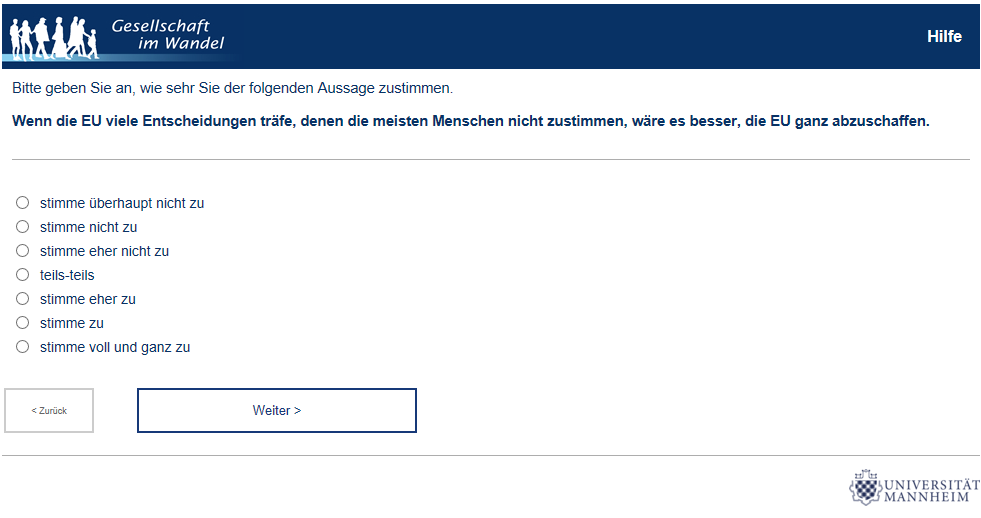 Gesellschaft
im Wandel
Hilfe
Bitte geben Sie an, wie sehr Sie der folgenden Aussage zustimmen.
Wenn die EU viele Entscheidungen träfe, denen die meisten Menschen nicht zustimmen, wäre es besser, die EU ganz abzuschaffen.
stimme überhaupt nicht zu
stimme nicht zu
stimme eher nicht zu
teils-teils
stimme eher zu
stimme zu
stimme voll und ganz zu
< Zurück
Weiter >
UNIVERSITÄT
MANNHEIM